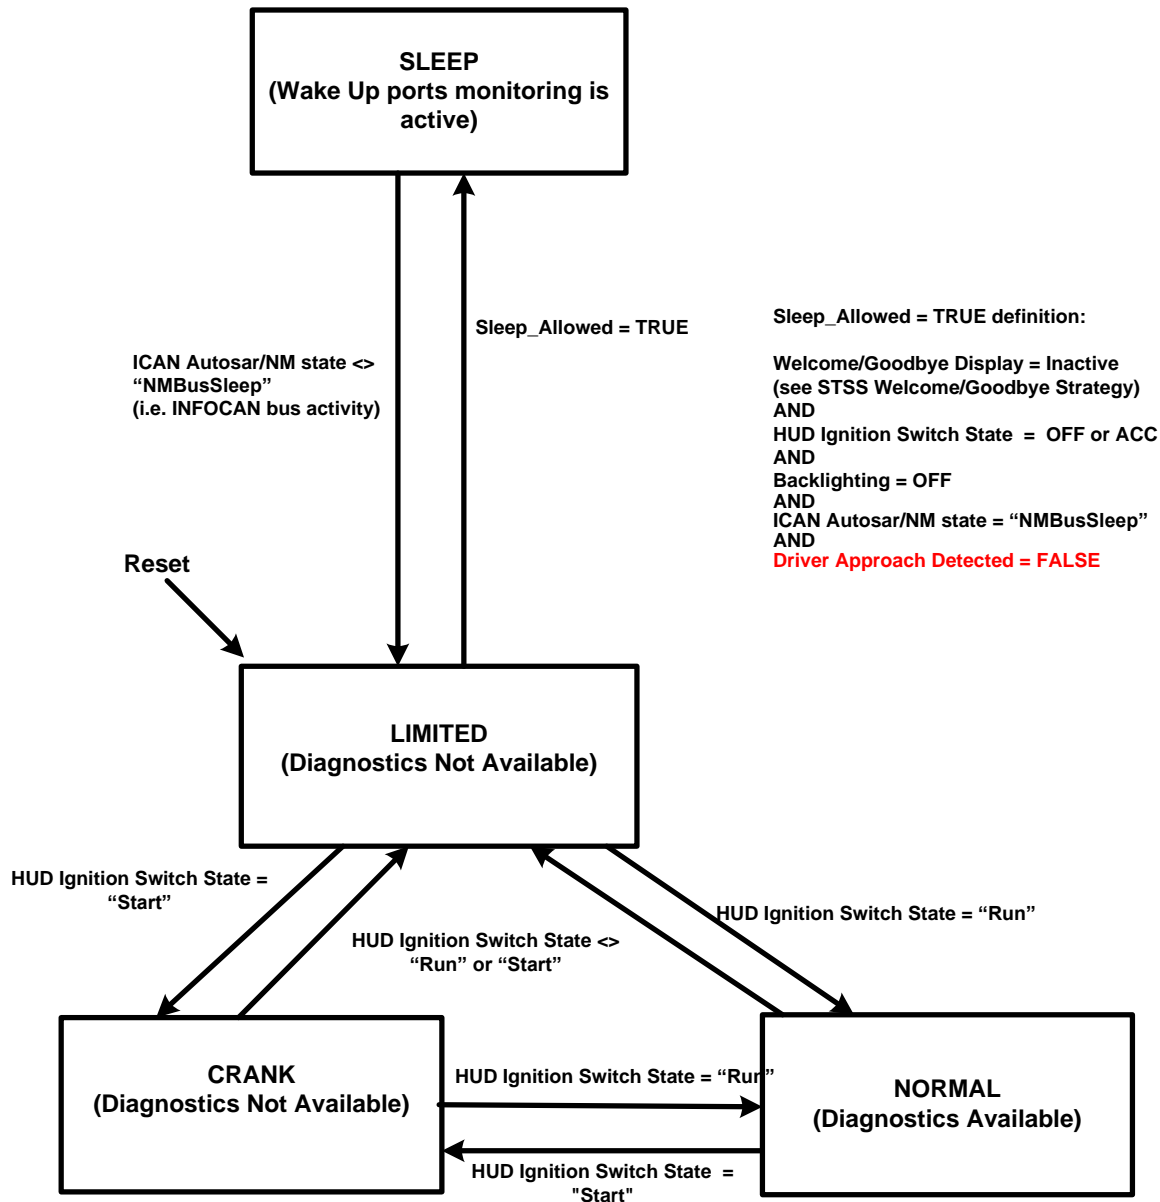 SLEEP
(Wake Up ports monitoring is
active)
Sleep_Allowed = TRUE
ICAN Autosar/NM state <>
“NMBusSleep”
(i.e. INFOCAN bus activity)
Sleep_Allowed = TRUE definition:
Welcome/Goodbye Display = Inactive
(see STSS Welcome/Goodbye Strategy)
AND
HUD Ignition Switch State  =  OFF or ACC
AND
Backlighting = OFF
AND
ICAN Autosar/NM state = “NMBusSleep”
AND
Driver Approach Detected = FALSE
Reset
LIMITED
(Diagnostics Not Available)
HUD Ignition Switch State =
“Start”
HUD Ignition Switch State <>
“Run” or “Start”
HUD Ignition Switch State = “Run”
CRANK
(Diagnostics Not Available)
HUD Ignition Switch State = “Run”
HUD Ignition Switch State  =
"Start"
NORMAL
(Diagnostics Available)